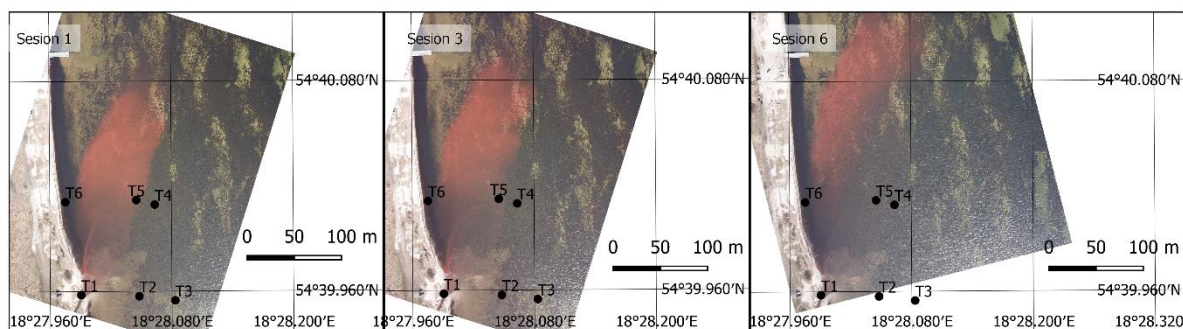 Sesion 1
54°40.080′N
T6
T5
T4
0 50 100 m
T1
T2
T3
54°39.960′N
18°27.960′E
18°28.080′E
18°28,200′E
Sesion 3
54°40.080′N
T6
T5
T4
0 50 100 m
T1
T2
T3
54°39.960′N
18°27.960′E
18°28.080′E
18°28,200′E
Sesion 6
54°40.080′N
T6
T5
T4
0 50 100 m
T1
T2
T3
54°39.960′N
18°27.960′E
18°28.080′E
18°28,200′E
18°28,320′E